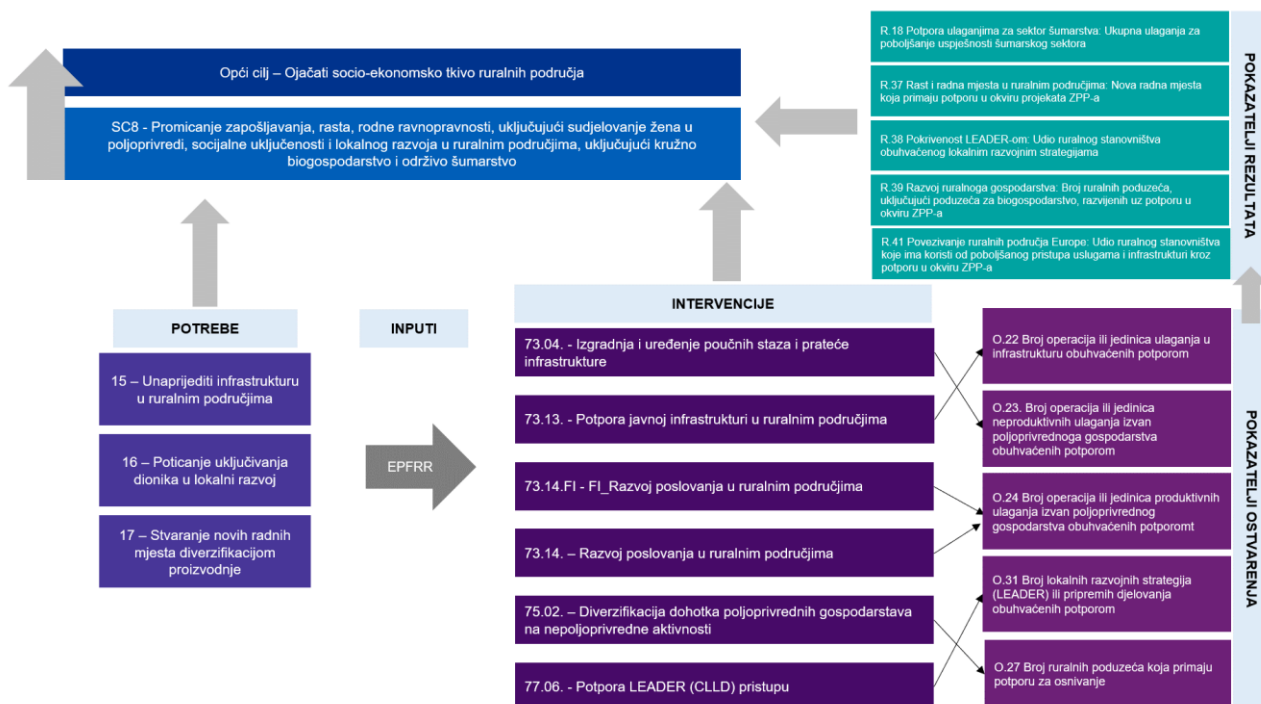 Opći cilj – Ojačati socio-ekonomsko tkivo ruralnih područja
SC8 - Promicanje zapošljavanja, rasta, rodne ravnopravnosti, uključujući sudjelovanje žena u
poljoprivredi, socijalne uključenosti i lokalnog razvoja u ruralnim područjima, uključujući kružno
biogospodarstvo i održivo šumarstvo
R.18 Potpora ulaganjima za sektor šumarstva: Ukupna ulaganja za
poboljšanje uspješnosti šumarskog sektora
R.37 Rast i radna mjesta u ruralnim područjima: Nova radna mjesta
koja primaju potporu u okviru projekata ZPP-a
R.38 Pokrivenost LEADER-om: Udio ruralnog stanovništva
obuhvaćenog lokalnim razvojnim strategijama
R.39 Razvoj ruralnoga gospodarstva: Broj ruralnih poduzeća,
uključujući poduzeća za biogospodarstvo, razvijenih uz potporu u
okviru ZPP-a
R.41 Povezivanje ruralnih područja Europe: Udio ruralnog stanovništva
koje ima koristi od poboljšanog pristupa uslugama i infrastrukturi kroz
potporu u okviru ZPP-a
POKAZATELJI REZULTATA
POTREBE
15 – Unaprijediti infrastrukturu
u ruralnim područjima
16 – Poticanje uključivanja
dionika u lokalni razvoj
17 – Stvaranje novih radnih
mjesta diverzifikacijom
proizvodnje
INPUTI
EPFRR
INTERVENCIJE
73.04. - Izgradnja i uređenje poučnih staza i prateće
infrastrukture
73.13. - Potpora javnoj infrastrukturi u ruralnim područjima
73.14.FI - FI_Razvoj poslovanja u ruralnim područjima
73.14. – Razvoj poslovanja u ruralnim područjima
75.02. – Diverzifikacija dohotka poljoprivrednih gospodarstava
na nepoljoprivredne aktivnosti
77.06. - Potpora LEADER (CLLD) pristupu
O.22 Broj operacija ili jedinica ulaganja u
infrastrukturu obuhvaćenih potporom
O.23. Broj operacija ili jedinica
neproduktivnih ulaganja izvan
poljoprivrednoga gospodarstva
obuhvaćenih potporom
O.24 Broj operacija ili jedinica produktivnih
ulaganja izvan poljoprivrednog
gospodarstva obuhvaćenih potporomt
O.31 Broj lokalnih razvojnih strategija
(LEADER) ili pripremih djelovanja
obuhvaćenih potporom
O.27 Broj ruralnih poduzeća koja primaju
potporu za osnivanje
POKAZATELJI OSTVARENJA